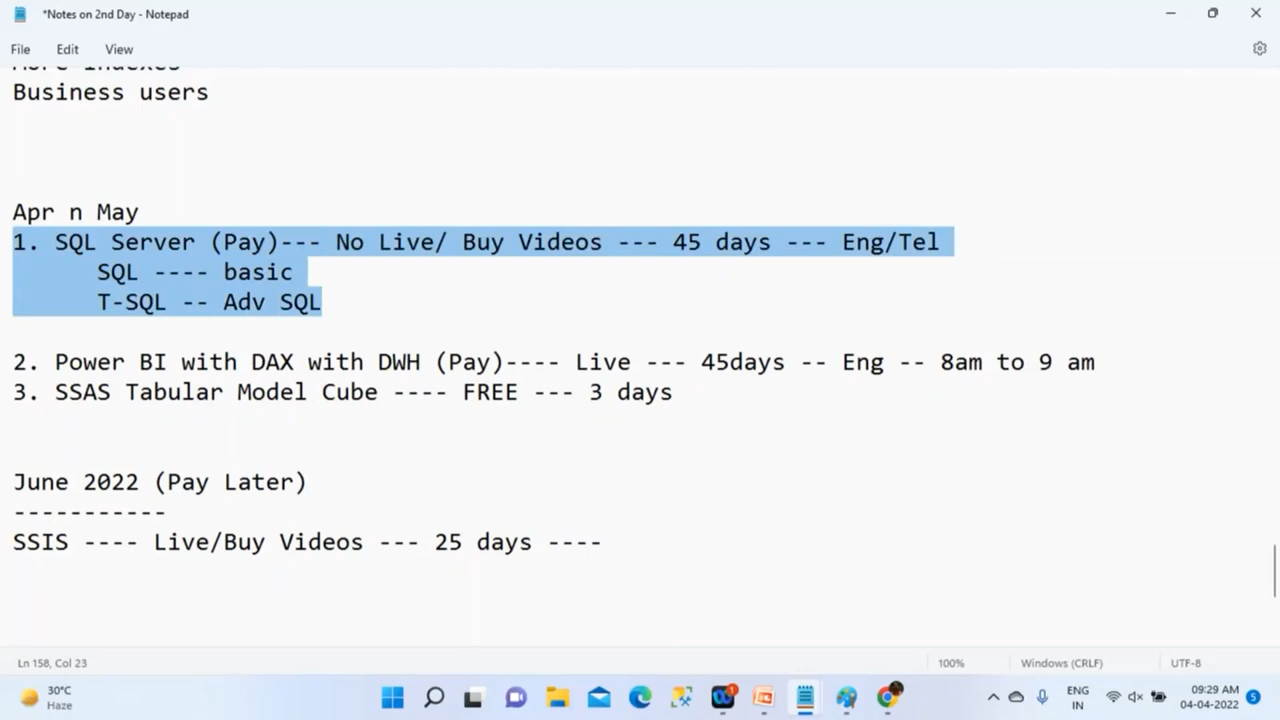 *Notes on 2nd Day - Notepad
File Edit View
More Indexes
Business users
Apr n May
1. SQL Server (Pay)--- No Live/ Buy Videos --- 45 days --- Eng/Tel
SQL ---- basic
T-SQL -- Adv SQL
2. Power BI with DAX with DWH (Pay)---- Live --- 45days -- Eng -- 8am to 9 am
3. SSAS Tabular Model Cube ---- FREE --- 3 days
June 2022 (Pay Later)
-----------
SSIS ---- Live/Buy Videos --- 25 days ----
Ln 158, Col 23 100% Windows (CRLF) UTF-8
30°C
Haze
ENG
IN
09:29 AM
04-04-2022
5